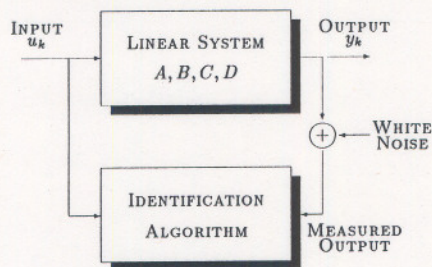 INPUT
u_k
LINEAR SYSTEM
A, B, C, D
OUTPUT
y_k
+
WHITE
NOISE
IDENTIFICATION
ALGORITHM
MEASURED
OUTPUT